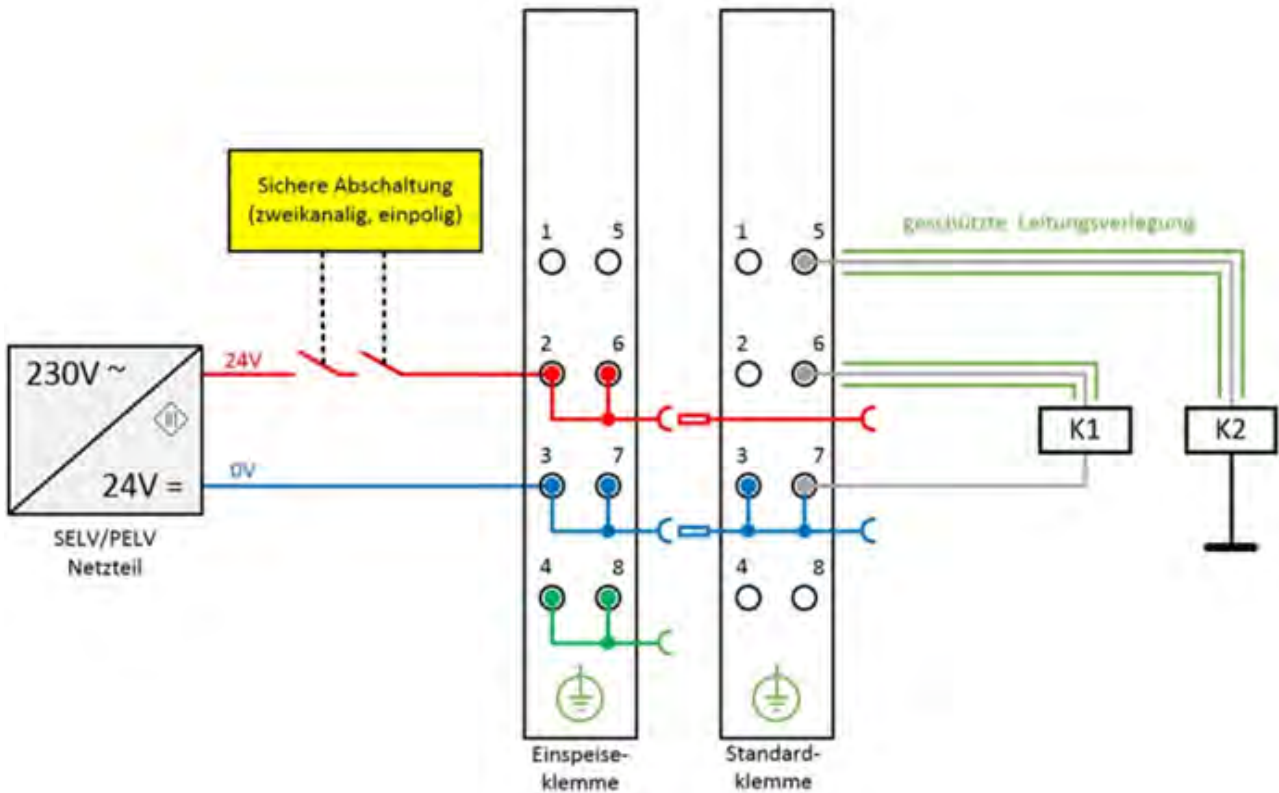 Sichere Abschaltung
(zweikanalig, einpolig)
230V ~
24V =
SELV/PELV
Netzteil
24V
0V
1 5
2 6
3 7
4 8
Einspeise-
klemme
1 5
2 6
3 7
4 8
Standard-
klemme
geschützte Leitungsverlegung
K1
K2